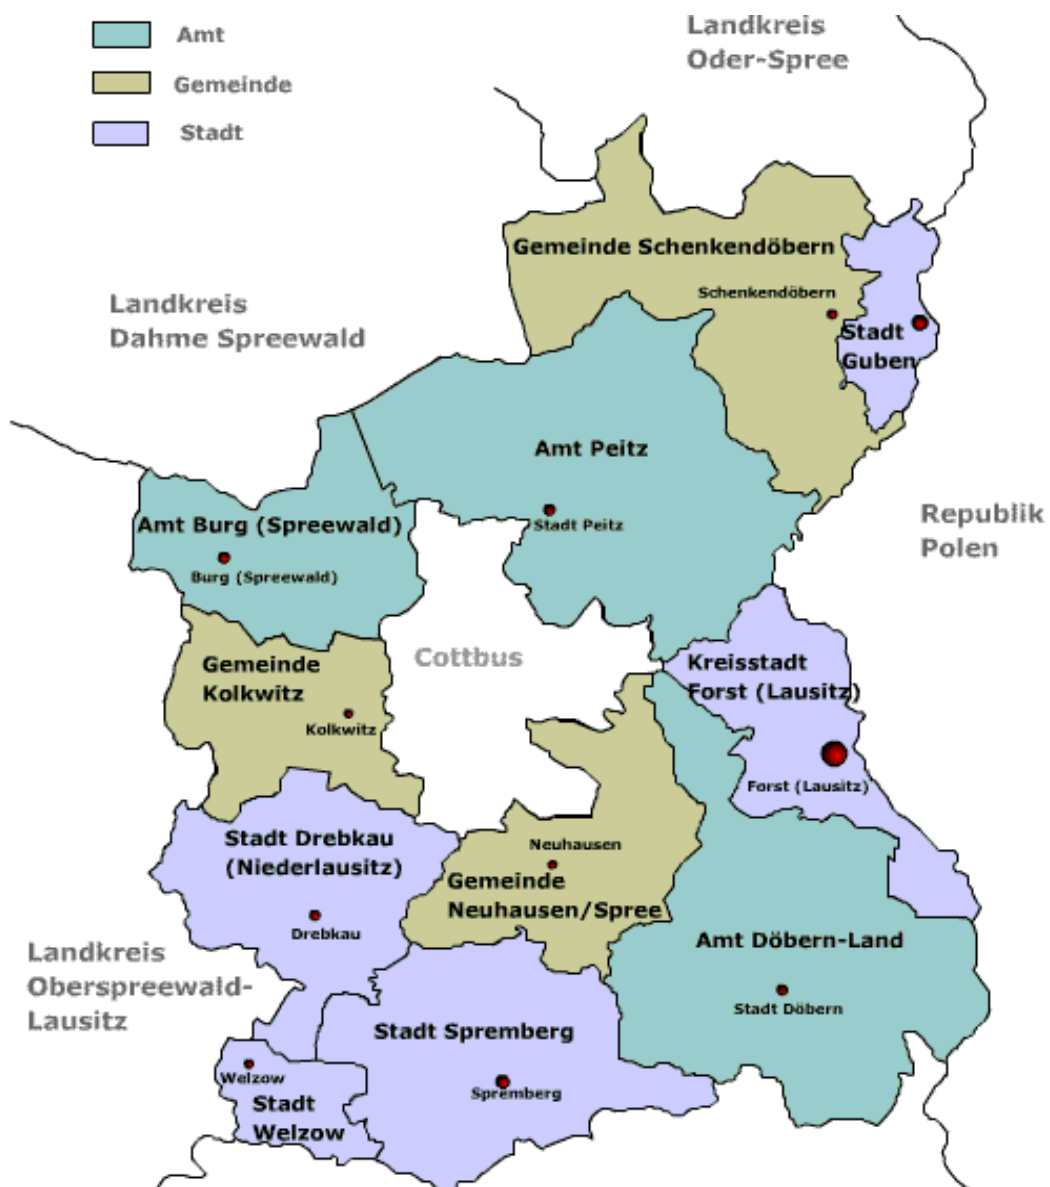 Amt
Gemeinde
Stadt
Landkreis
Oder-Spree
Gemeinde Schenkendöbern
Schenkendöbern
Landkreis
Dahme Spreewald
Stadt
Guben
Amt Peitz
Stadt Peitz
Republik
Polen
Amt Burg (Spreewald)
Burg (Spreewald)
Cottbus
Gemeinde
Kolkwitz
Kolkwitz
Kreisstadt
Forst (Lausitz)
Forst (Lausitz)
Stadt Drebkau
(Niederlausitz)
Drebkau
Neuhausen
Gemeinde
Neuhausen/Spree
Amt Döbern-Land
Stadt Döbern
Landkreis
Oberspreewald-
Lausitz
Stadt Spremberg
Spremberg
Welzow
Stadt
Welzow